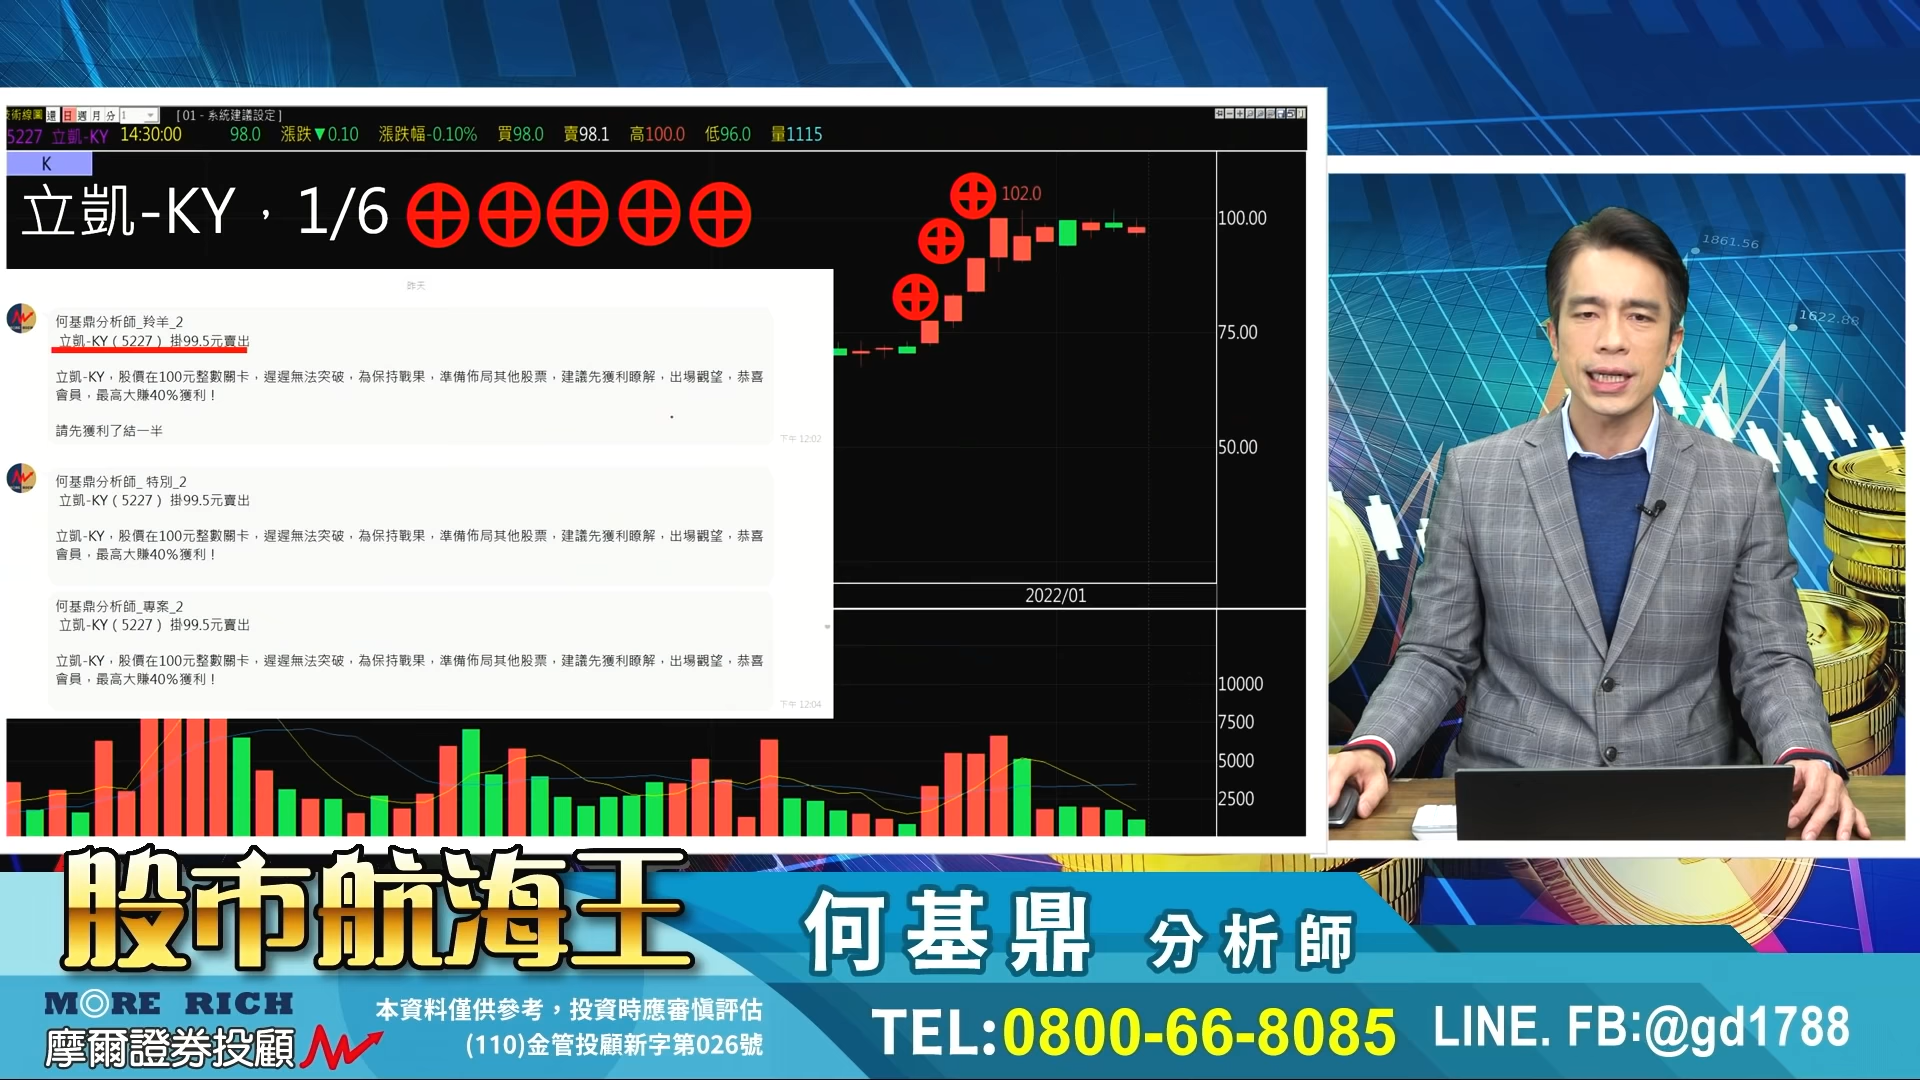 技術線圖 還 日 週 月 分 1 [ 01 - 系統建議設定 ]
5227 立凱-KY 14:30:00 98.0 漲跌▼0.10 漲跌幅-0.10% 買98.0 賣98.1 高100.0 低96.0 量1115
K
立凱-KY，1/6
102.0
100.00
75.00
50.00
2022/01
10000
7500
5000
2500
昨天
何基鼎分析師_羚羊_2
立凱-KY ( 5227 ) 掛99.5元賣出
立凱-KY，股價在100元整數關卡，遲遲無法突破，為保持戰果，準備佈局其他股票，建議先獲利瞭解，出場觀望，恭喜
會員，最高大賺40%獲利！
請先獲利了結一半
下午 12:02
何基鼎分析師_ 特別_2
立凱-KY ( 5227 ) 掛99.5元賣出
立凱-KY，股價在100元整數關卡，遲遲無法突破，為保持戰果，準備佈局其他股票，建議先獲利瞭解，出場觀望，恭喜
會員，最高大賺40%獲利！
何基鼎分析師_專案_2
立凱-KY ( 5227 ) 掛99.5元賣出
立凱-KY，股價在100元整數關卡，遲遲無法突破，為保持戰果，準備佈局其他股票，建議先獲利瞭解，出場觀望，恭喜
會員，最高大賺40%獲利！
下午 12:04
1861.56
1622.88
股市航海王
何基鼎 分析師
MORE RICH
摩爾證券投顧
本資料僅供參考，投資時應審慎評估
(110)金管投顧新字第026號
TEL:0800-66-8085
LINE. FB:@gd1788